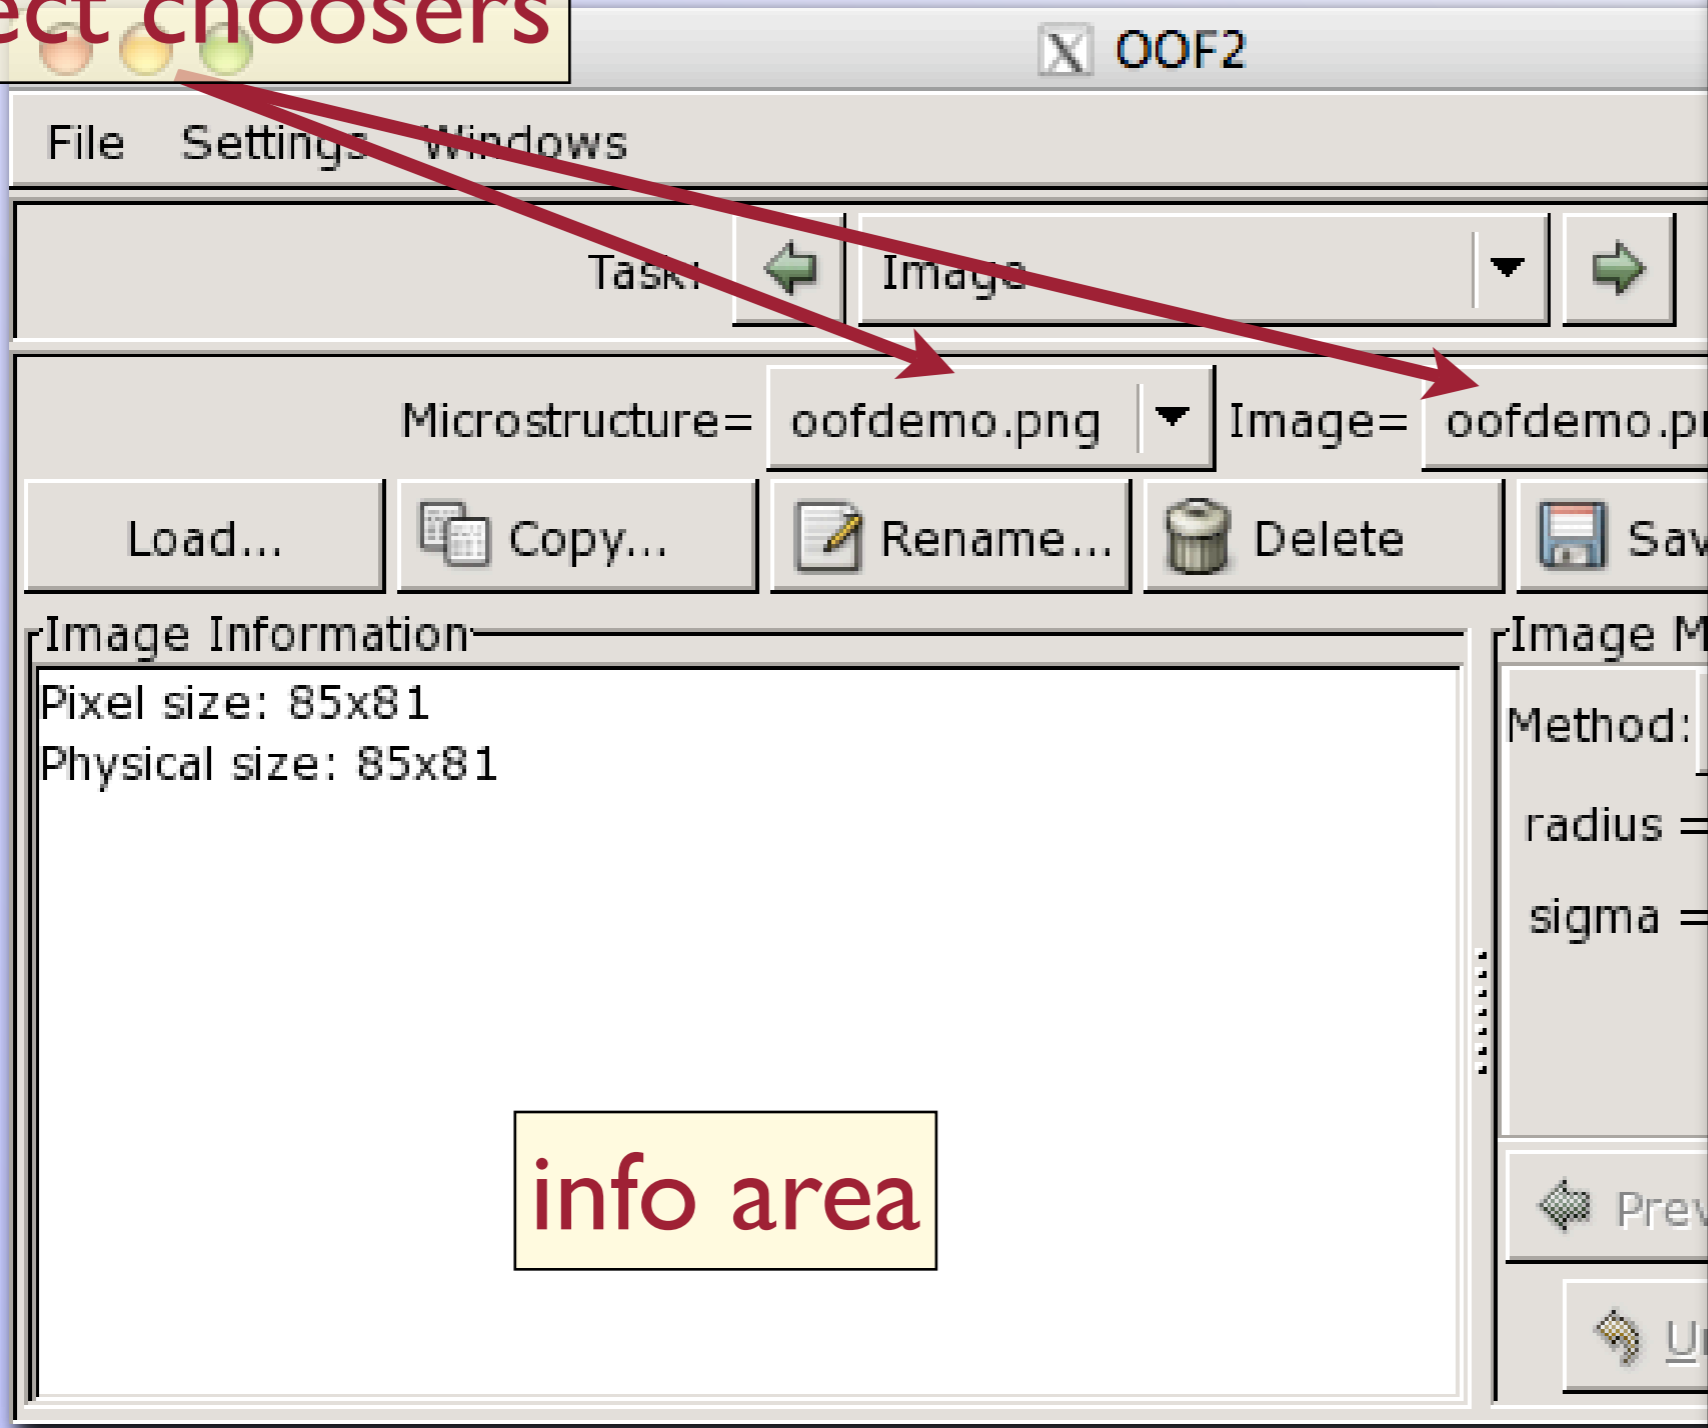 ect choosers
OOF2
File Settings Windows
Task: Image
Microstructure= oofdemo.png Image= oofdemo.p
Load... Copy... Rename... Delete Sav
Image Information
Image M
Pixel size: 85x81
Physical size: 85x81
Method:
radius =
sigma =
info area
Prev
U